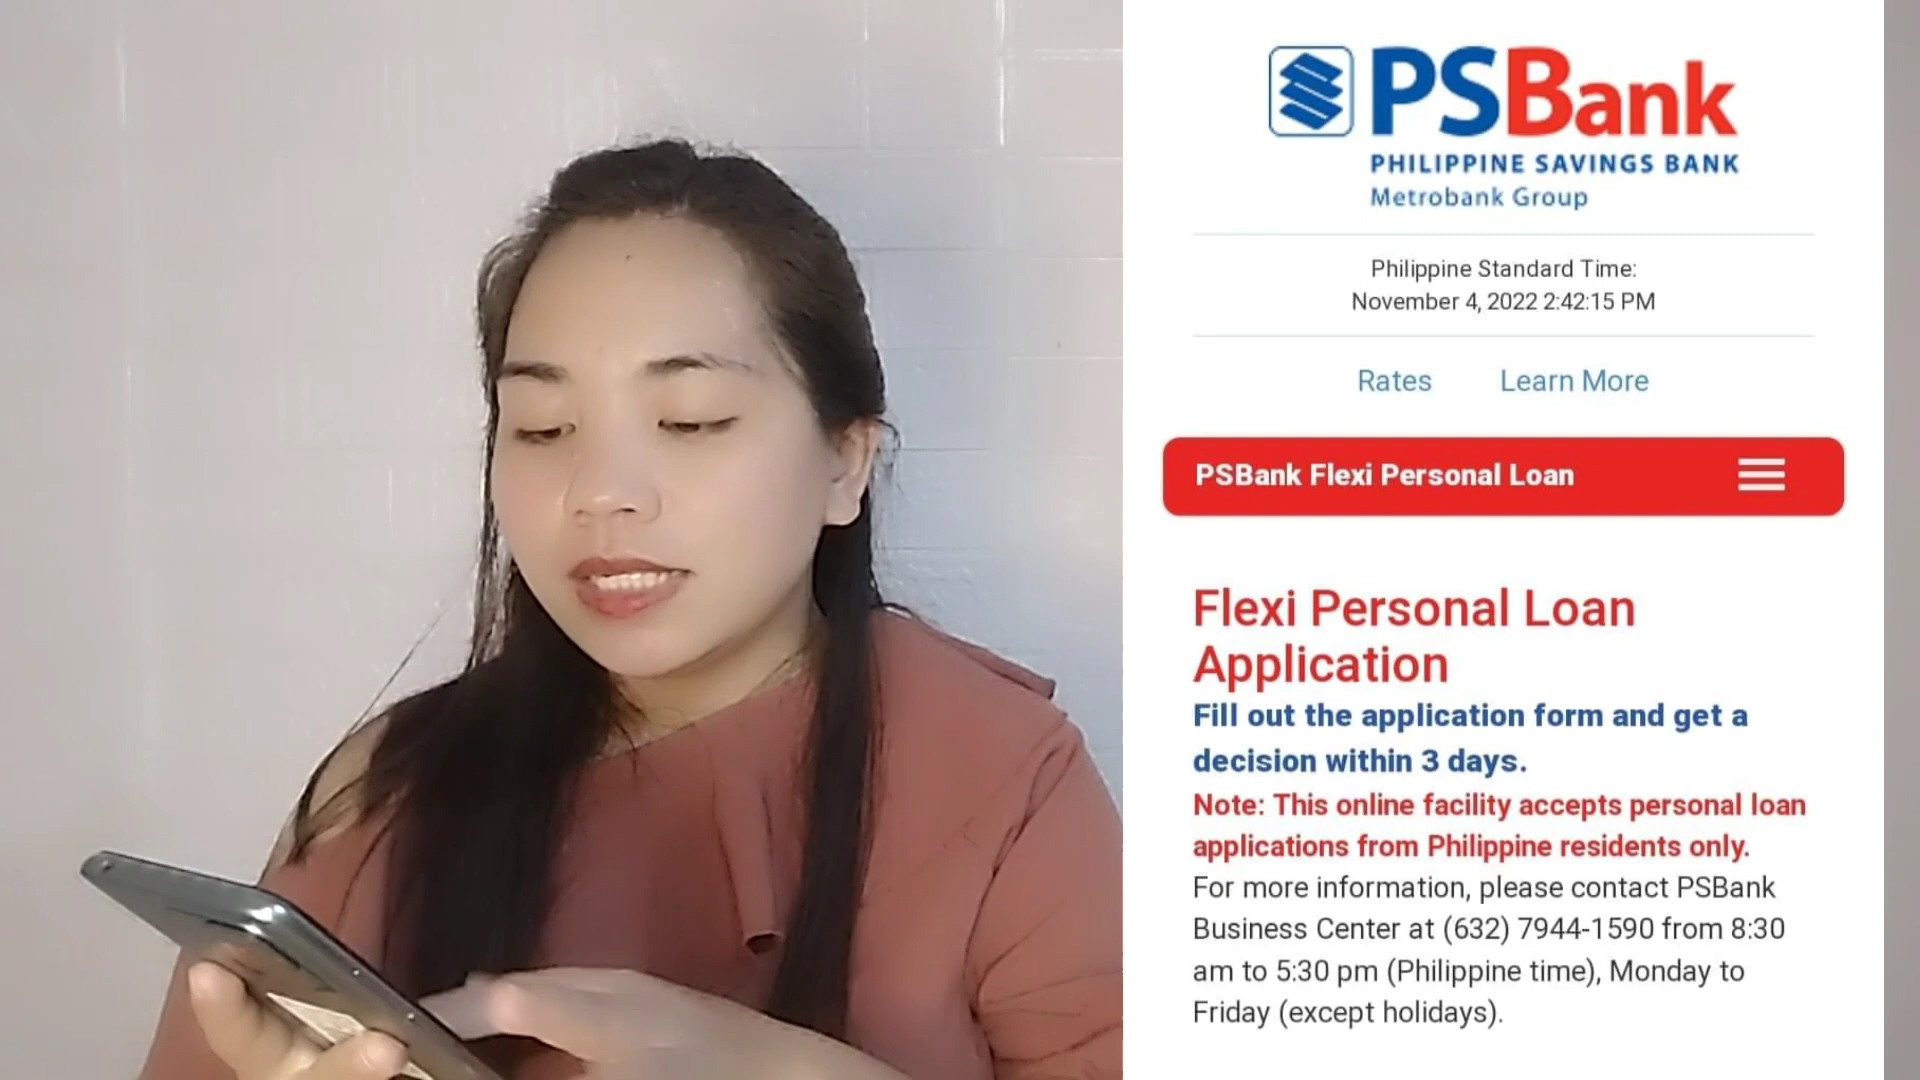 PSBank
PHILIPPINE SAVINGS BANK
Metrobank Group
Philippine Standard Time:
November 4, 2022 2:42:15 PM
Rates Learn More
PSBank Flexi Personal Loan
Flexi Personal Loan
Application
Fill out the application form and get a
decision within 3 days.
Note: This online facility accepts personal loan
applications from Philippine residents only.
For more information, please contact PSBank
Business Center at (632) 7944-1590 from 8:30
am to 5:30 pm (Philippine time), Monday to
Friday (except holidays).